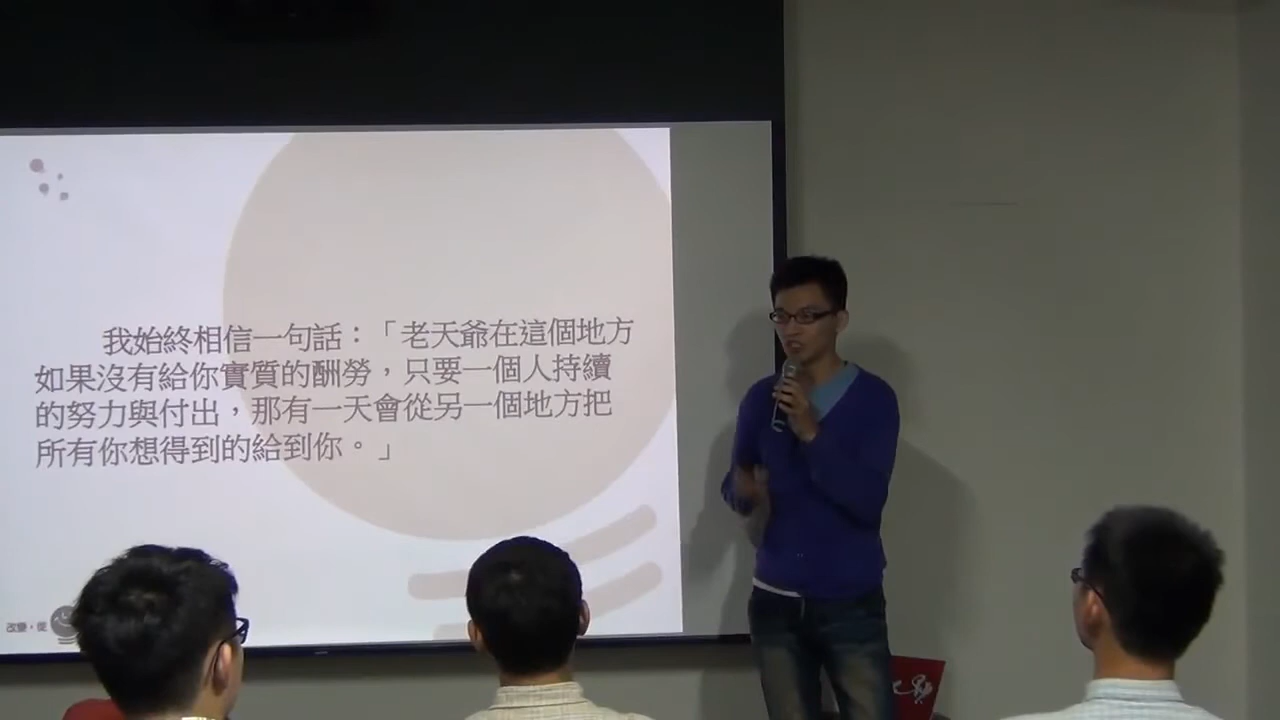 我始終相信一句話：「老天爺在這個地方
如果沒有給你實質的酬勞，只要一個人持續
的努力與付出，那有一天會從另一個地方把
所有你想得到的給到你。」
改變，從